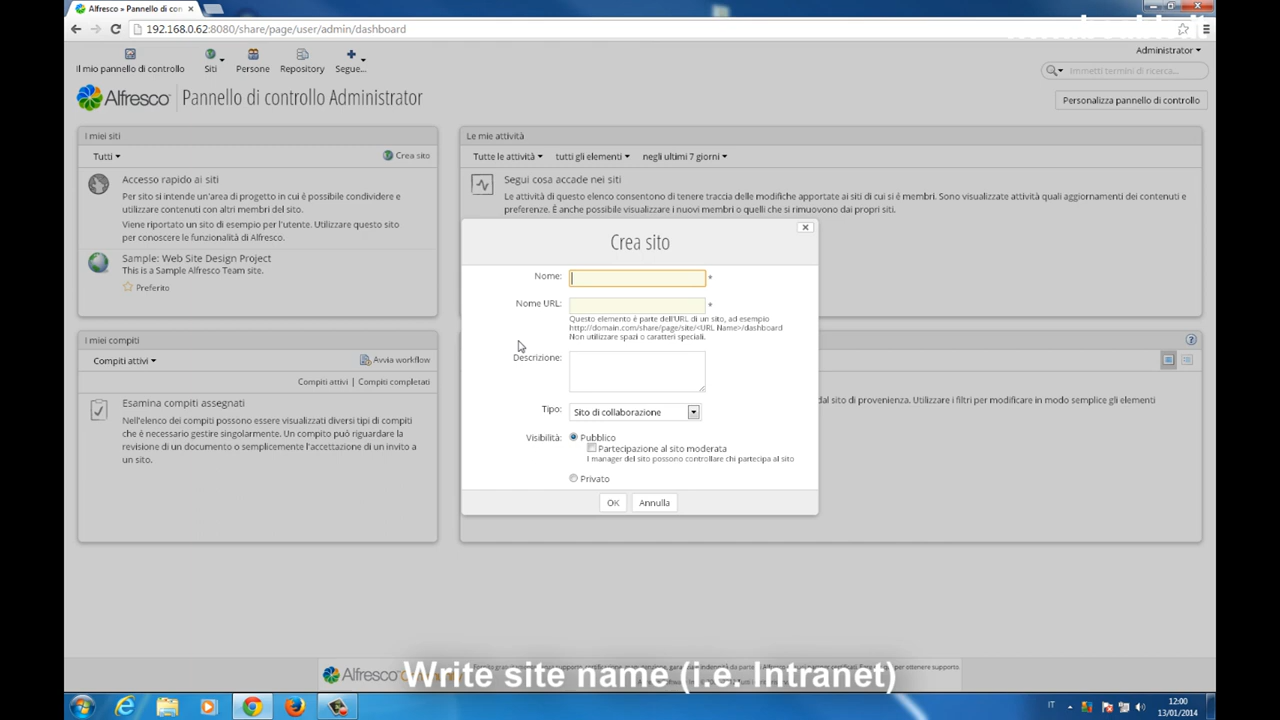 Alfresco » Pannello di con
192.168.0.62:8080/share/page/user/admin/dashboard
Il mio pannello di controllo
Siti
Persone
Repository
Segue...
Administrator
Immetti termini di ricerca...
Alfresco
Pannello di controllo Administrator
Personalizza pannello di controllo
I miei siti
Tutti
Crea sito
Accesso rapido ai siti
Per sito si intende un'area di progetto in cui è possibile condividere e
utilizzare contenuti con altri membri del sito.
Viene riportato un sito di esempio per l'utente. Utilizzare questo sito
per conoscere le funzionalità di Alfresco.
Sample: Web Site Design Project
This is a Sample Alfresco Team site.
Preferito
Le mie attività
Tutte le attività
tutti gli elementi
negli ultimi 7 giorni
Segui cosa accade nei siti
Le attività di questo elenco consentono di tenere traccia delle modifiche apportate ai siti di cui si è membri. Sono visualizzate attività quali aggiornamenti dei contenuti e
preferenze. È anche possibile visualizzare i nuovi membri o quelli che si rimuovono dai propri siti.
Crea sito
Nome:
*
Nome URL:
*
Questo elemento è parte dell'URL di un sito, ad esempio
http://domain.com/share/page/site/<URL Name>/dashboard
Non utilizzare spazi o caratteri speciali.
Descrizione:
Tipo:
Sito di collaborazione
Visibilità:
Pubblico
Partecipazione al sito moderata
I manager del sito possono controllare chi partecipa al sito
Privato
OK
Annulla
I miei compiti
Compiti attivi
Avvia workflow
Compiti attivi | Compiti completati
Esamina compiti assegnati
Nell'elenco dei compiti possono essere visualizzati diversi tipi di compiti
che è necessario gestire singolarmente. Un compito può riguardare la
revisione di un documento o semplicemente l'accettazione di un invito a
un sito.
dal sito di provenienza. Utilizzare i filtri per modificare in modo semplice gli elementi
Alfresco
Write site name (i.e. Intranet)
IT
12:00
13/01/2014